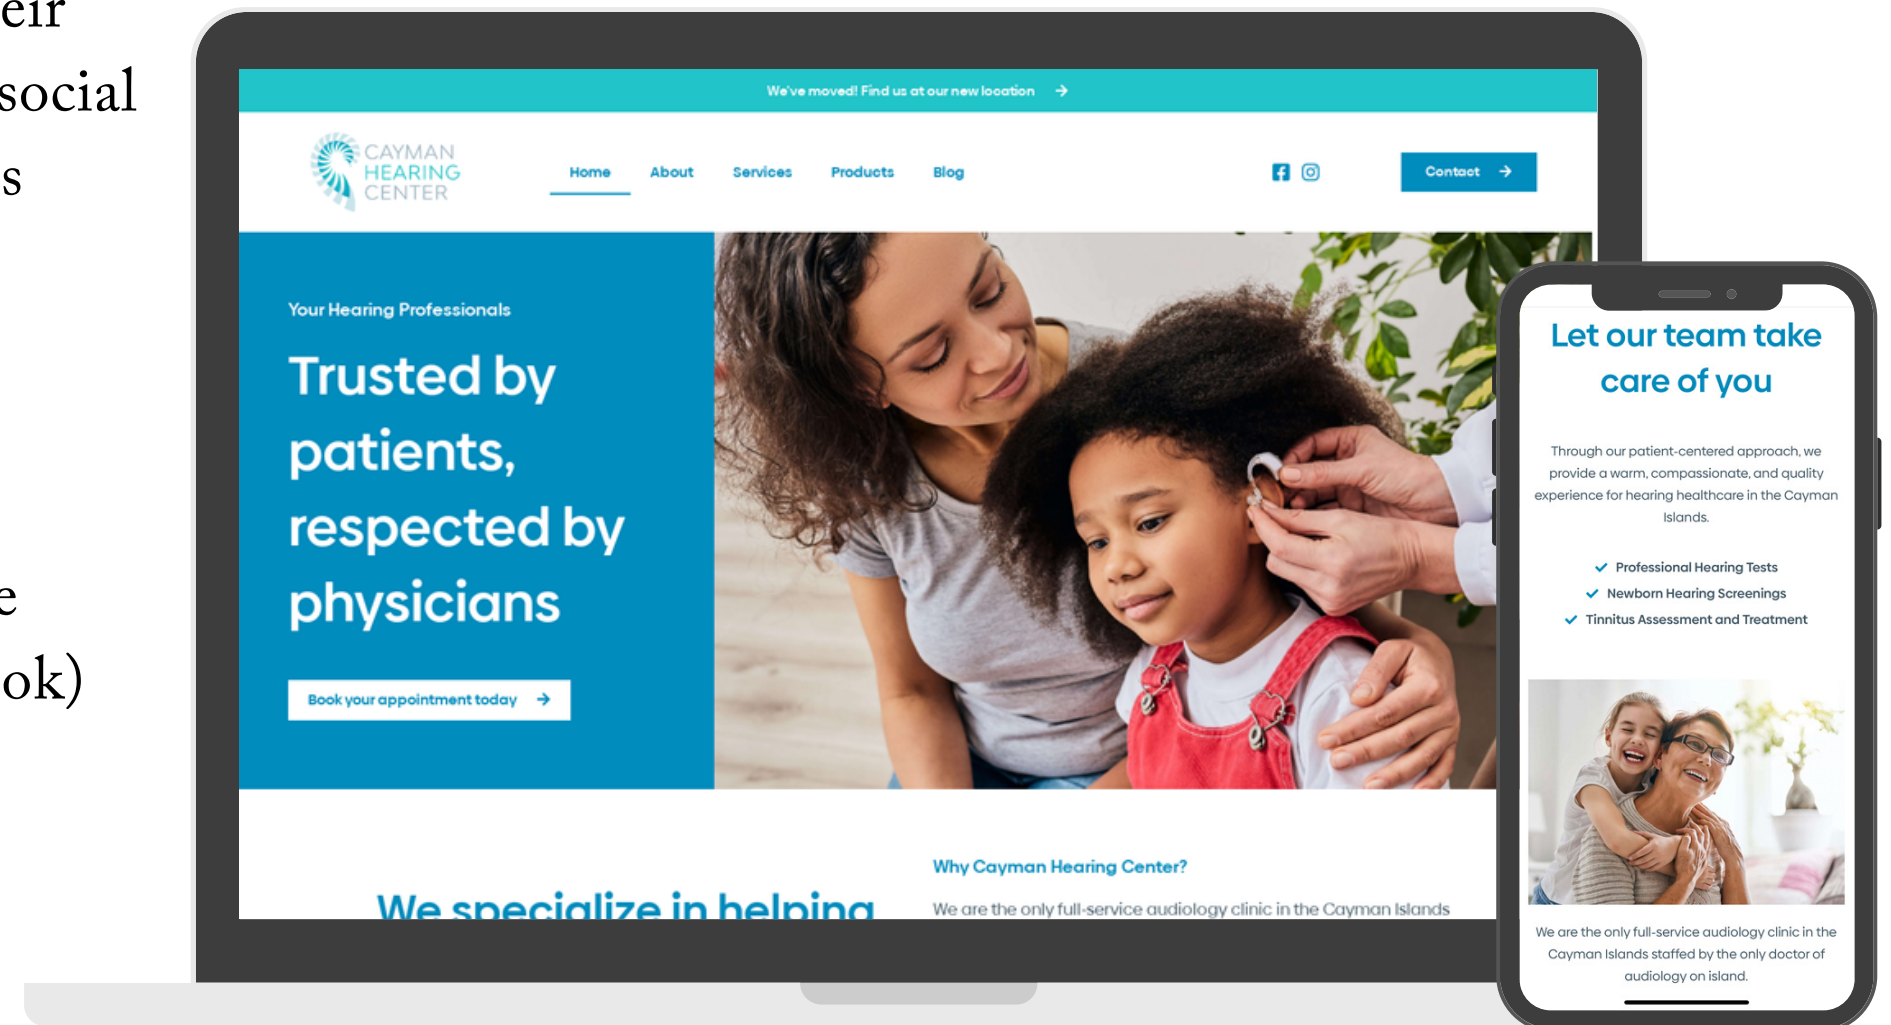 eir
social
s
e
ok)
We've moved! Find us at our new location
CAYMAN
HEARING
CENTER
Home About Services Products Blog
Contact
Your Hearing Professionals
Trusted by
patients,
respected by
physicians
Book your appointment today
We specialize in helping
Why Cayman Hearing Center?
We are the only full-service audiology clinic in the Cayman Islands
Let our team take
care of you
Through our patient-centered approach, we
provide a warm, compassionate, and quality
experience for hearing healthcare in the Cayman
Islands.
Professional Hearing Tests
Newborn Hearing Screenings
Tinnitus Assessment and Treatment
We are the only full-service audiology clinic in the
Cayman Islands staffed by the only doctor of
audiology on island.